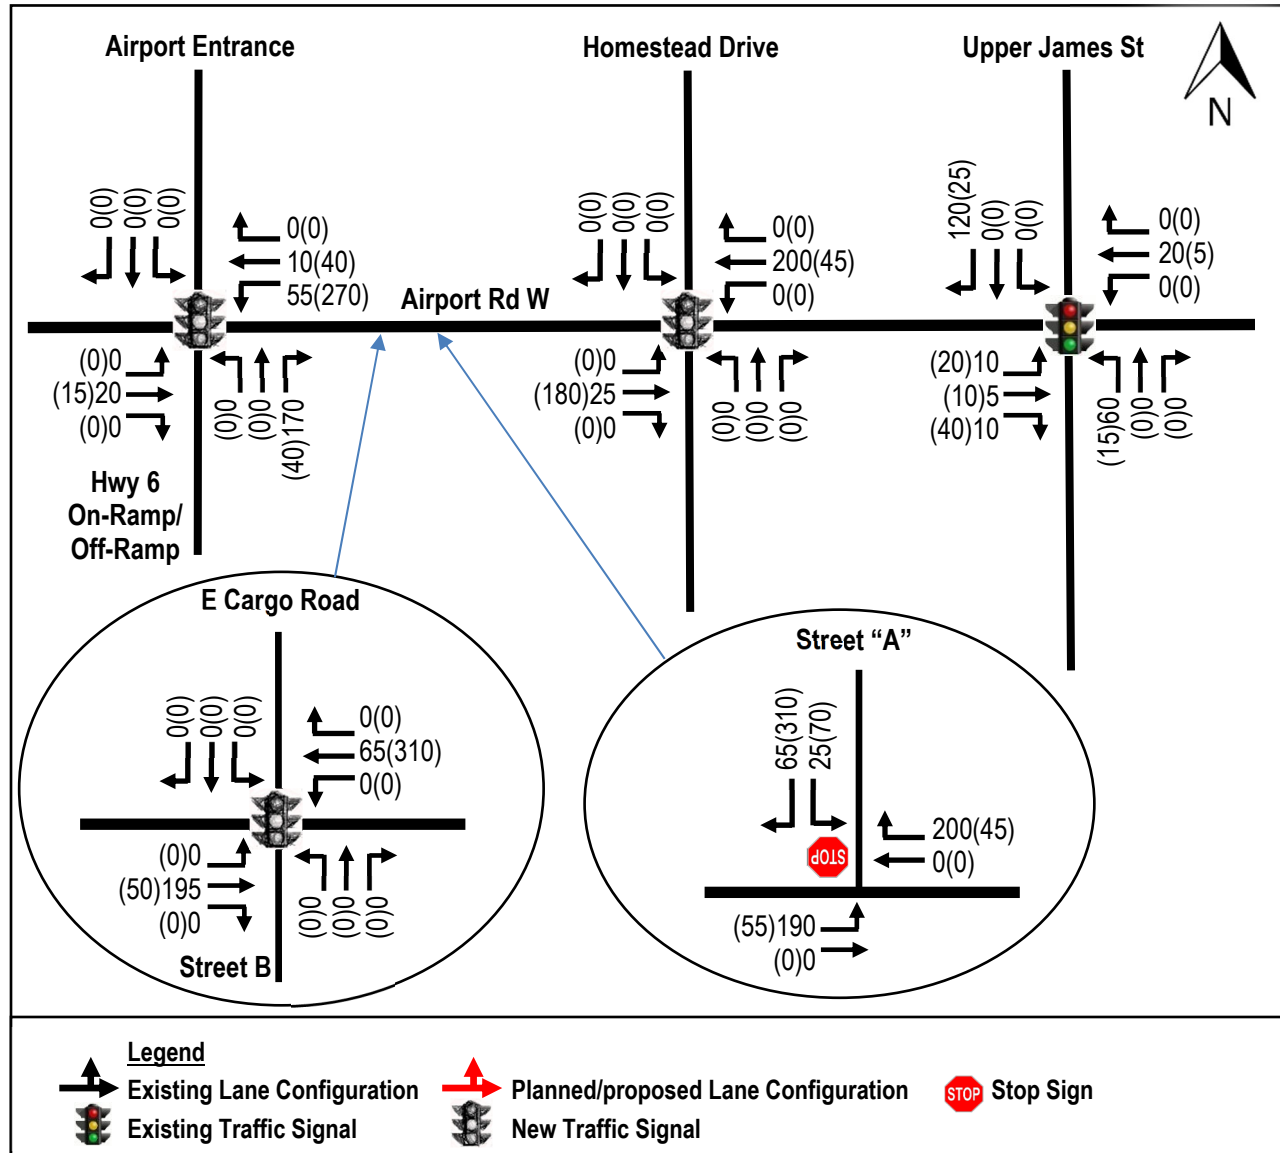 Airport Entrance
Homestead Drive
Upper James St
N
0(0)
0(0)
0(0)
0(0)
10(40)
55(270)
Airport Rd W
0(0)
0(0)
0(0)
0(0)
200(45)
0(0)
120(25)
0(0)
0(0)
0(0)
20(5)
0(0)
(0)0
(15)20
(0)0
(0)0
(0)0
(40)170
(0)0
(180)25
(0)0
(0)0
(0)0
(0)0
(20)10
(10)5
(40)10
(15)60
(0)0
(0)0
Hwy 6
On-Ramp/
Off-Ramp
E Cargo Road
0(0)
0(0)
0(0)
0(0)
65(310)
0(0)
(0)0
(50)195
(0)0
(0)0
(0)0
(0)0
Street B
Street “A”
65(310)
25(70)
STOP
200(45)
0(0)
(55)190
(0)0
Legend
Existing Lane Configuration
Planned/proposed Lane Configuration
STOP
Stop Sign
Existing Traffic Signal
New Traffic Signal